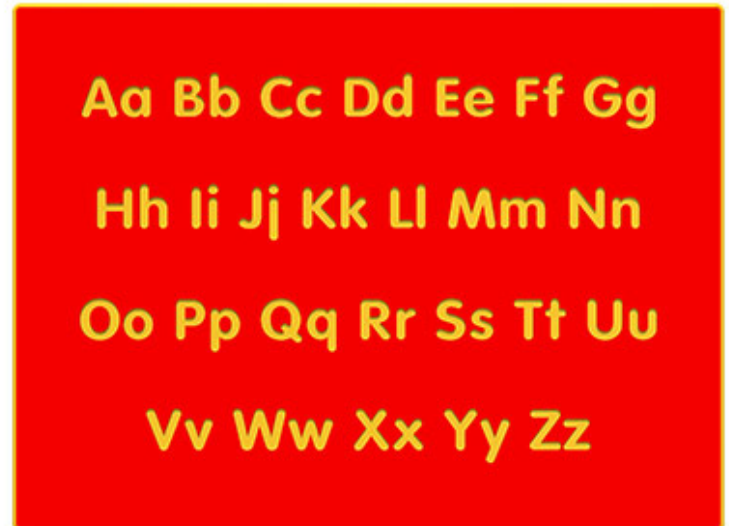 Aa Bb Cc Dd Ee Ff Gg
Hh Ii Jj Kk Ll Mm Nn
Oo Pp Qq Rr Ss Tt Uu
Vv Ww Xx Yy Zz